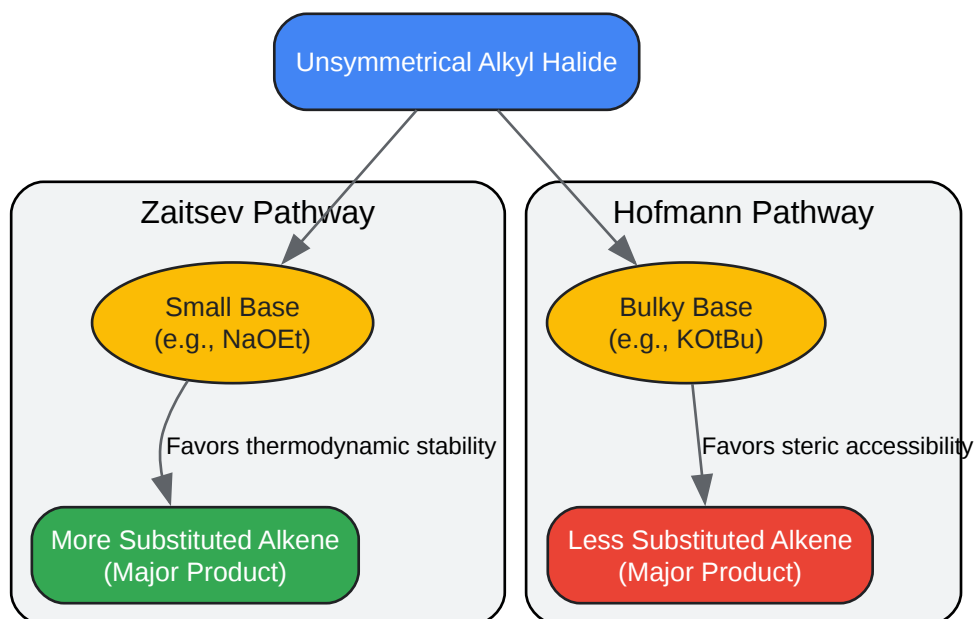 Unsymmetrical Alkyl Halide
Zaitsev Pathway
Small Base
(e.g., NaOEt)
Favors thermodynamic stability
More Substituted Alkene
(Major Product)
Hofmann Pathway
Bulky Base
(e.g., KOtBu)
Favors steric accessibility
Less Substituted Alkene
(Major Product)